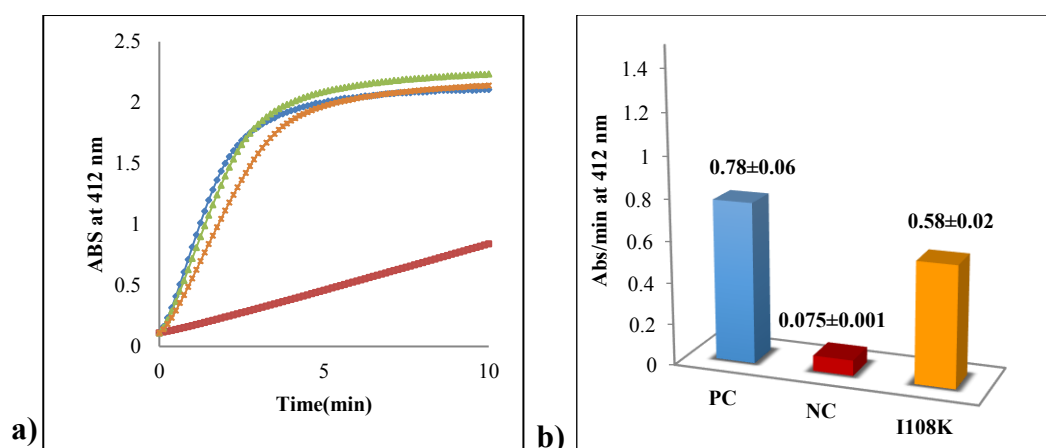 2.5
2
1.5
1
0.5
0
0
5
10
ABS at 412 nm
Time(min)
a)
1.4
1.2
1
0.8
0.6
0.4
0.2
0
Abs/min at 412 nm
0.78±0.06
0.075±0.001
0.58±0.02
PC
NC
I108K
b)